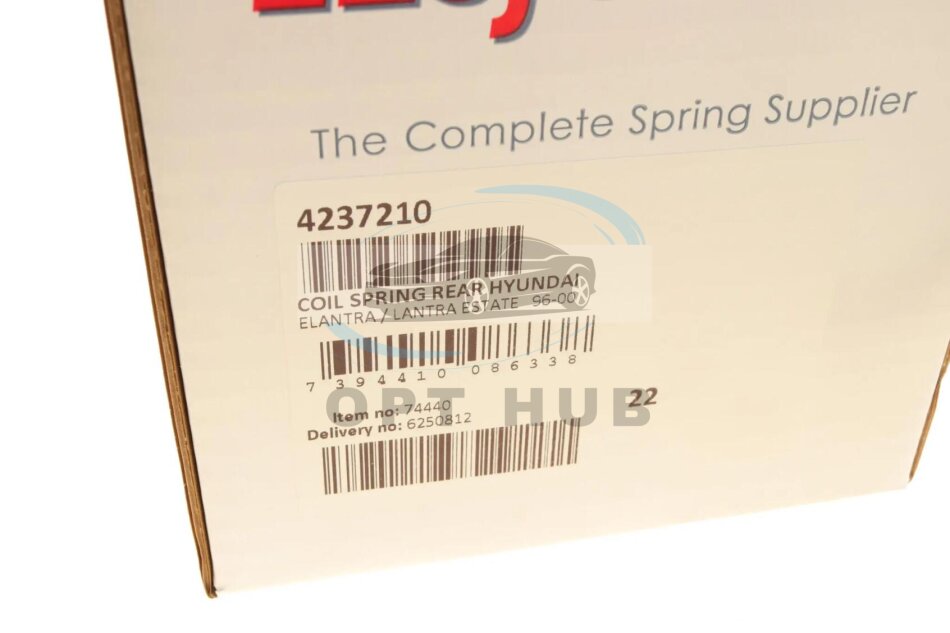 The Complete Spring Supplier
4237210
COIL SPRING REAR HYUNDAI
ELANTRA / LANTRA ESTATE 96-00
7 394410 086338
22
Item no: 74440
Delivery no: 6250812
OPT HUB